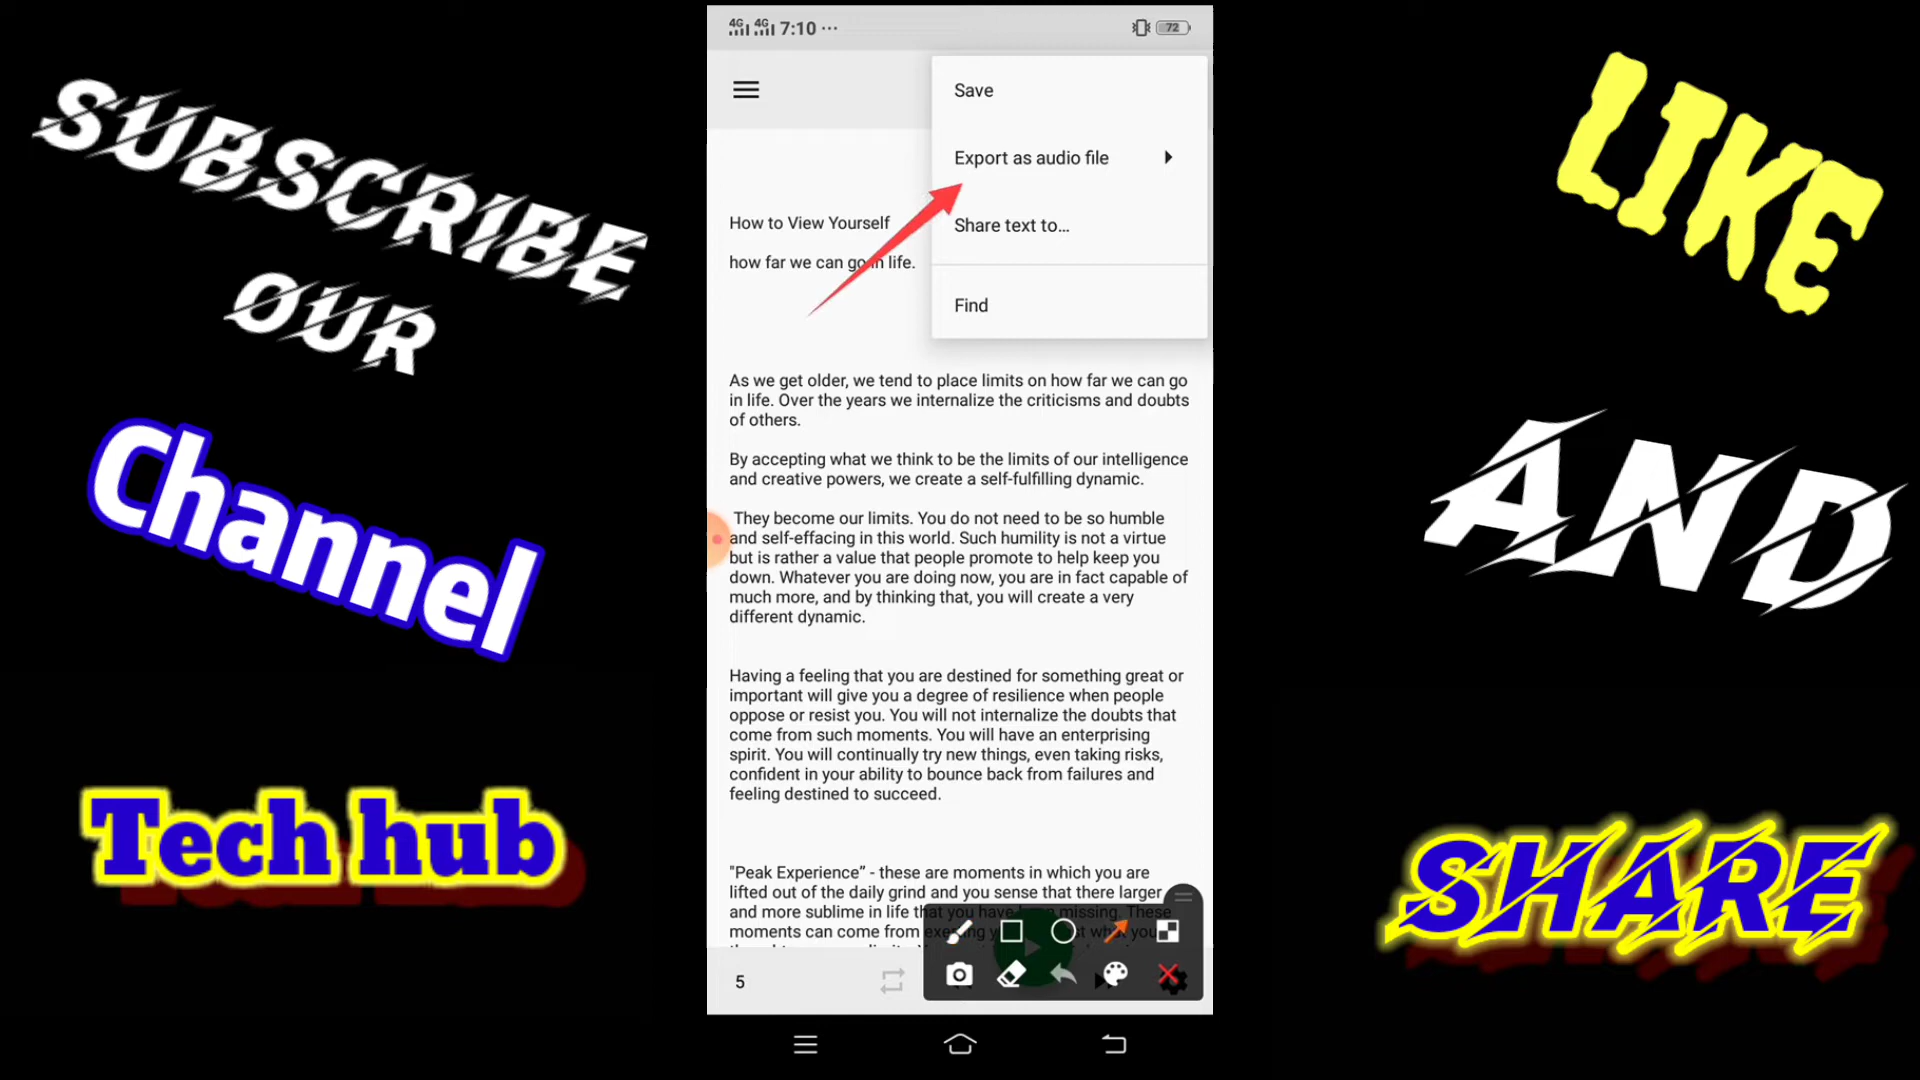 SUBSCRIBE
OUR
Channel
Tech hub
4G 4G 7:10 ...
72
Save
Export as audio file
Share text to...
Find
How to View Yourself
how far we can go in life.
As we get older, we tend to place limits on how far we can go
in life. Over the years we internalize the criticisms and doubts
of others.
By accepting what we think to be the limits of our intelligence
and creative powers, we create a self-fulfilling dynamic.
They become our limits. You do not need to be so humble
and self-effacing in this world. Such humility is not a virtue
but is rather a value that people promote to help keep you
down. Whatever you are doing now, you are in fact capable of
much more, and by thinking that, you will create a very
different dynamic.
Having a feeling that you are destined for something great or
important will give you a degree of resilience when people
oppose or resist you. You will not internalize the doubts that
come from such moments. You will have an enterprising
spirit. You will continually try new things, even taking risks,
confident in your ability to bounce back from failures and
feeling destined to succeed.
"Peak Experience” - these are moments in which you are
lifted out of the daily grind and you sense that there larger
and more sublime in life that you have been missing. These
moments can come from
5
LIKE
AND
SHARE